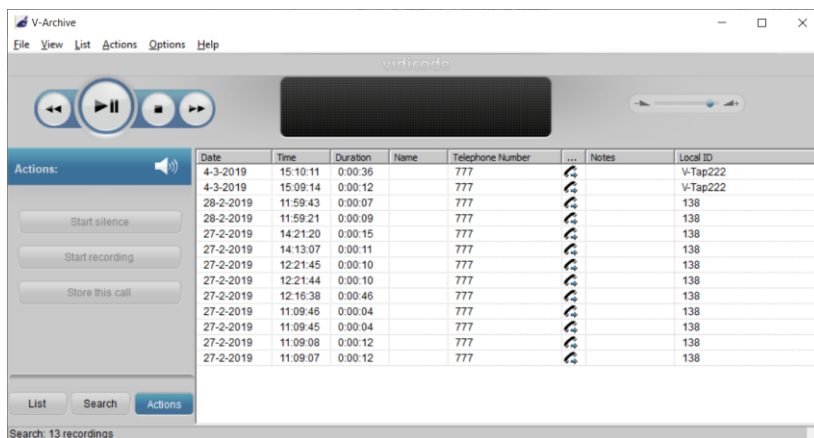 V-Archive
File View List Actions Options Help
vidicode
Actions:
Start silence
Start recording
Store this call
List Search Actions
Date Time Duration Name Telephone Number ... Notes Local ID
4-3-2019 15:10:11 0:00:36 777 V-Tap222
4-3-2019 15:09:14 0:00:12 777 V-Tap222
28-2-2019 11:59:43 0:00:07 777 138
28-2-2019 11:59:21 0:00:09 777 138
27-2-2019 14:21:20 0:00:15 777 138
27-2-2019 14:13:07 0:00:11 777 138
27-2-2019 12:21:45 0:00:10 777 138
27-2-2019 12:21:44 0:00:10 777 138
27-2-2019 12:16:38 0:00:46 777 138
27-2-2019 11:09:46 0:00:04 777 138
27-2-2019 11:09:45 0:00:04 777 138
27-2-2019 11:09:08 0:00:12 777 138
27-2-2019 11:09:07 0:00:12 777 138
Search: 13 recordings